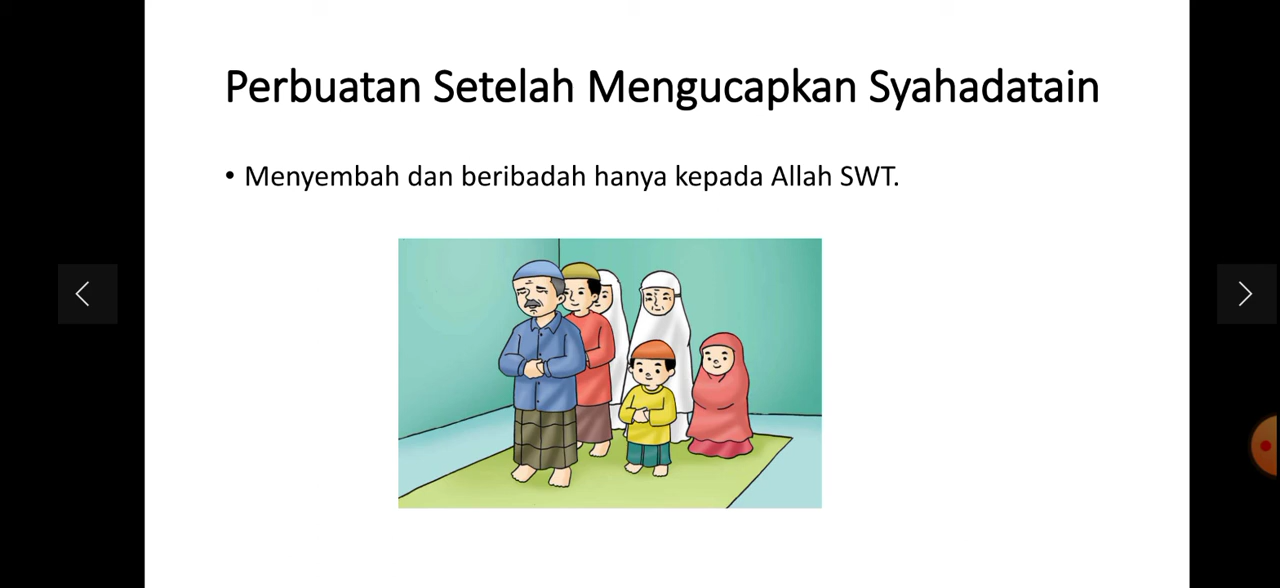 Perbuatan Setelah Mengucapkan Syahadatain
• Menyembah dan beribadah hanya kepada Allah SWT.